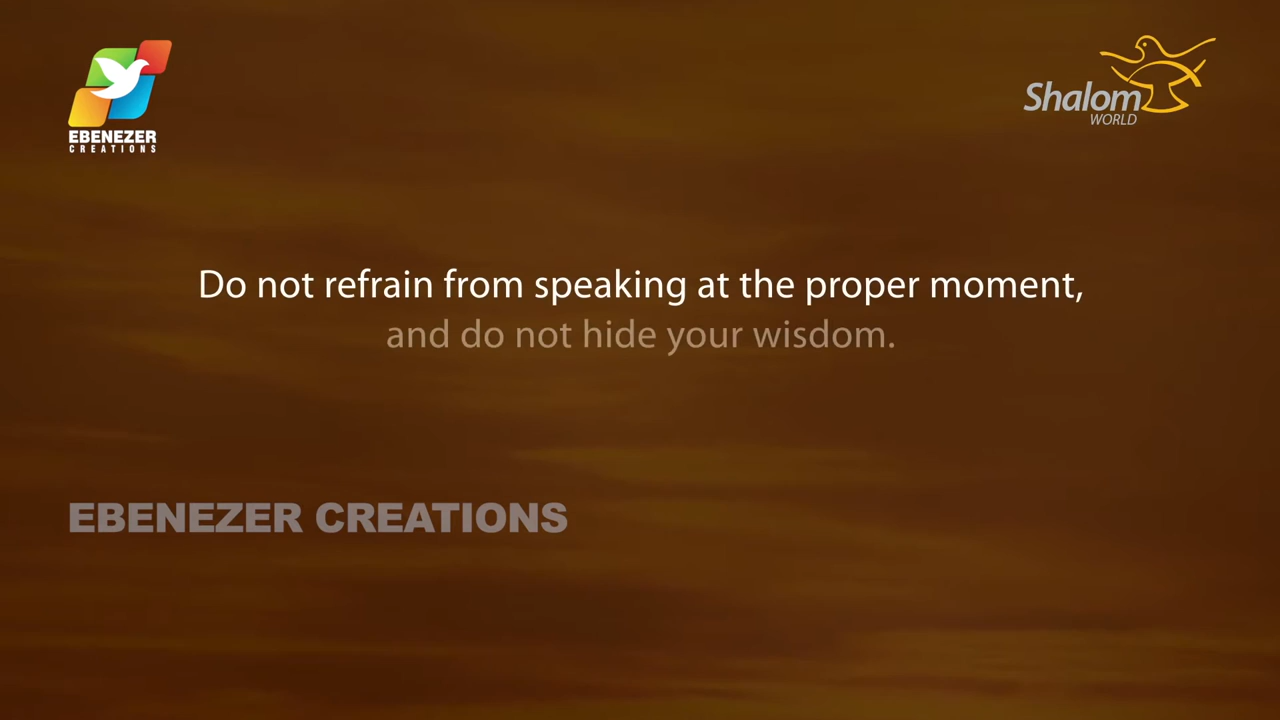 EBENEZER
CREATIONS
Shalom
WORLD
Do not refrain from speaking at the proper moment,
and do not hide your wisdom.
EBENEZER CREATIONS